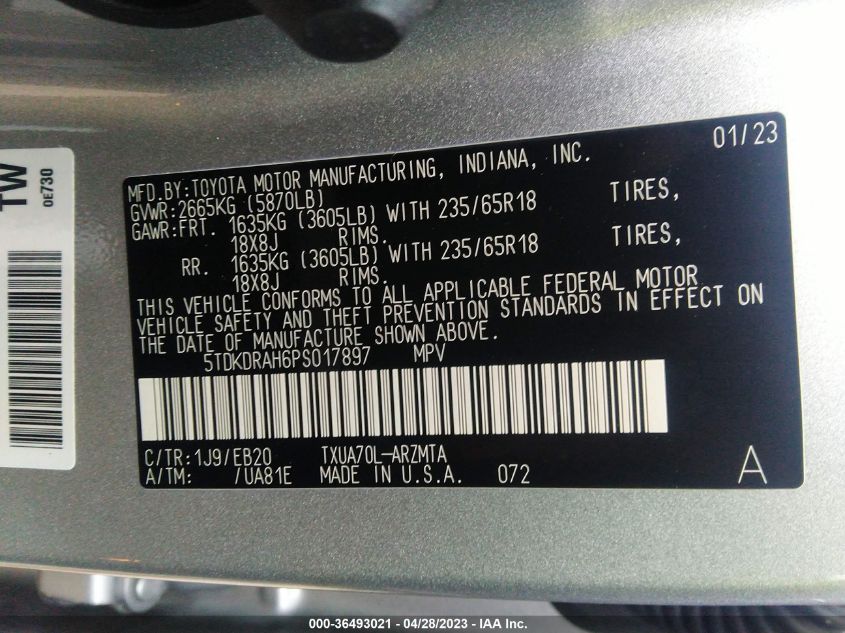 TW
OE730
01/23
MFD.BY:TOYOTA MOTOR MANUFACTURING, INDIANA, INC.
GVWR:2665KG (5870LB)
GAWR:FRT. 1635KG (3605LB) WITH 235/65R18 TIRES,
18X8J RIMS.
RR. 1635KG (3605LB) WITH 235/65R18 TIRES,
18X8J RIMS.
THIS VEHICLE CONFORMS TO ALL APPLICABLE FEDERAL MOTOR
VEHICLE SAFETY AND THEFT PREVENTION STANDARDS IN EFFECT ON
THE DATE OF MANUFACTURE SHOWN ABOVE.
5TDKDRAH6PS017897 MPV
C/TR:1J9/EB20 TXUA70L-ARZMTA
A/TM: /UA81E MADE IN U.S.A. 072 A
000-36493021 / 04/28/2023 / IAA Inc.